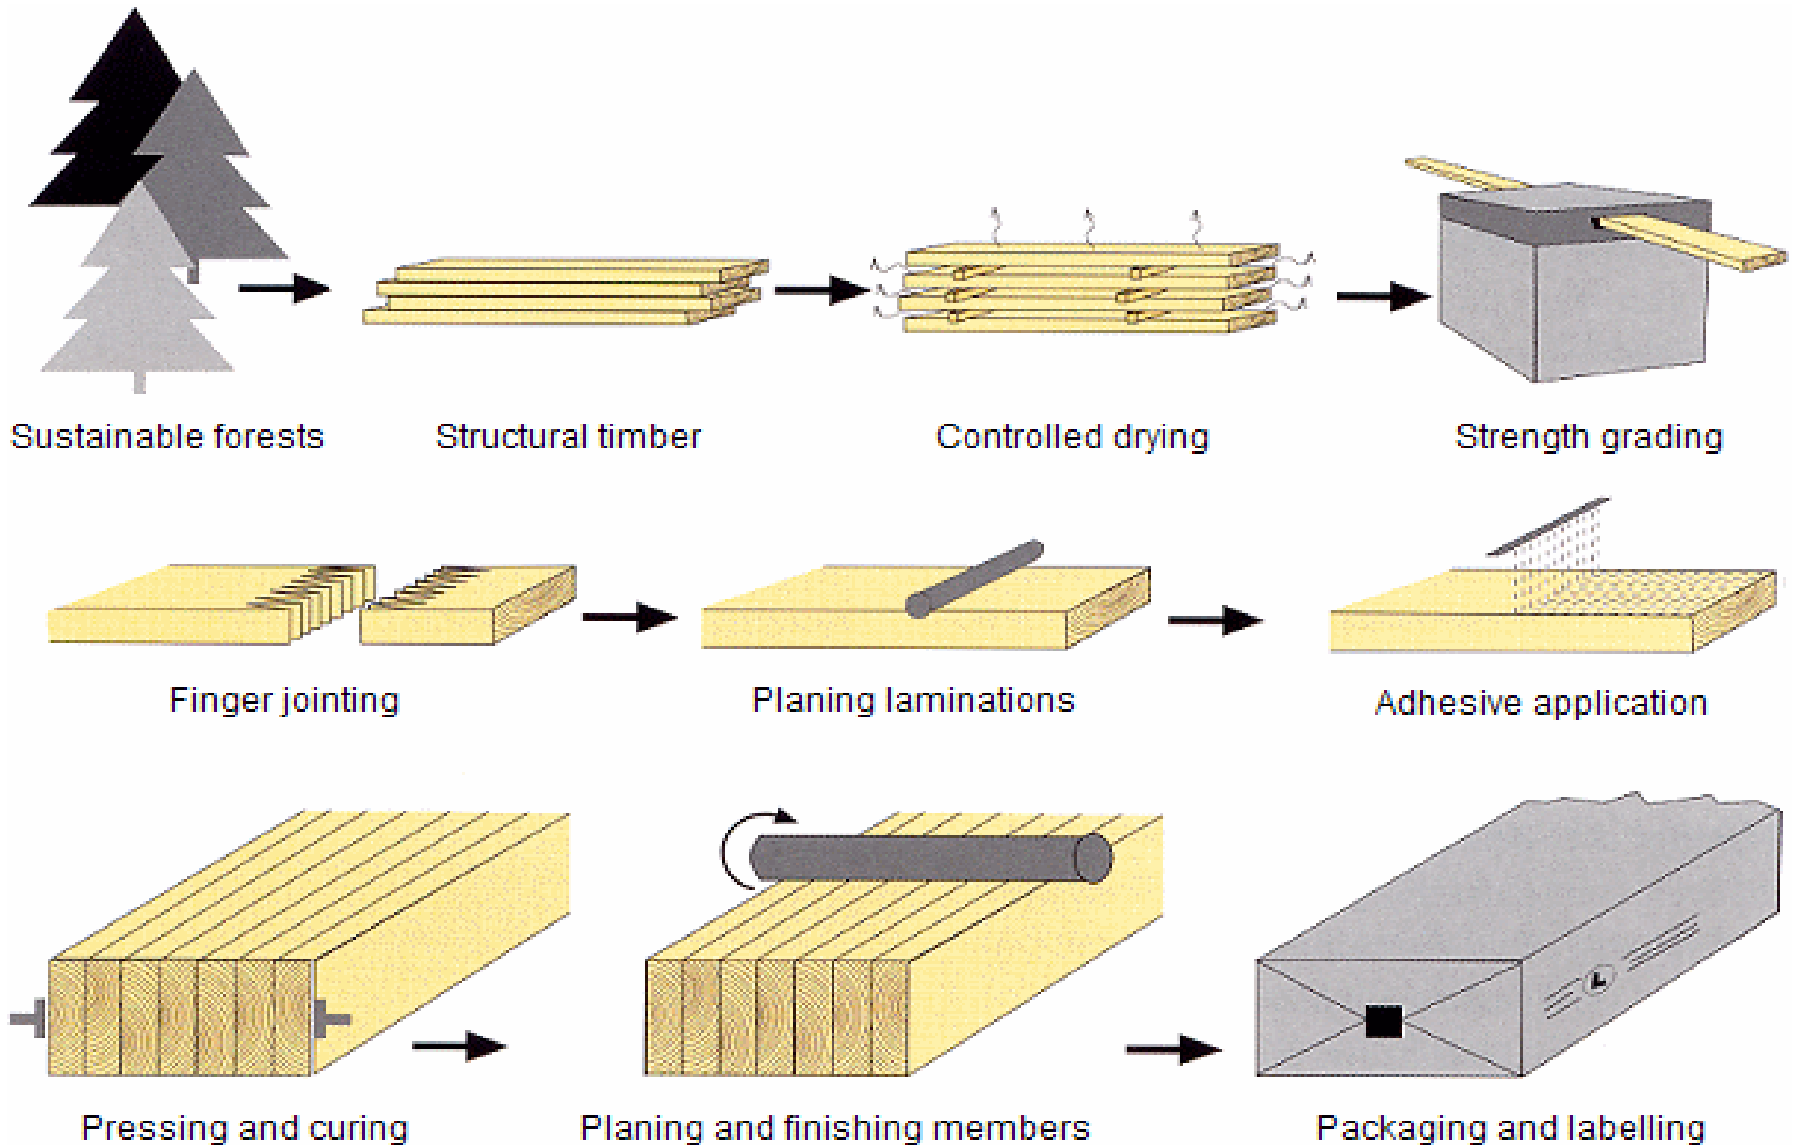 Sustainable forests
Structural timber
Controlled drying
Strength grading
Finger jointing
Planing laminations
Adhesive application
Pressing and curing
Planing and finishing members
Packaging and labelling